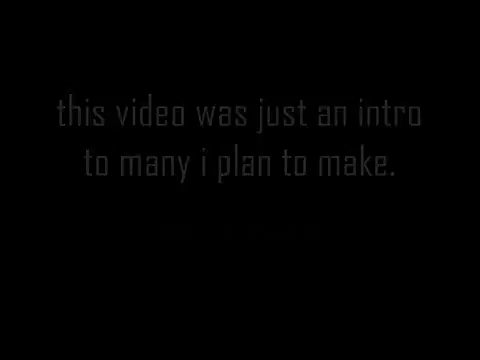 this video was just an intro
to many i plan to make.